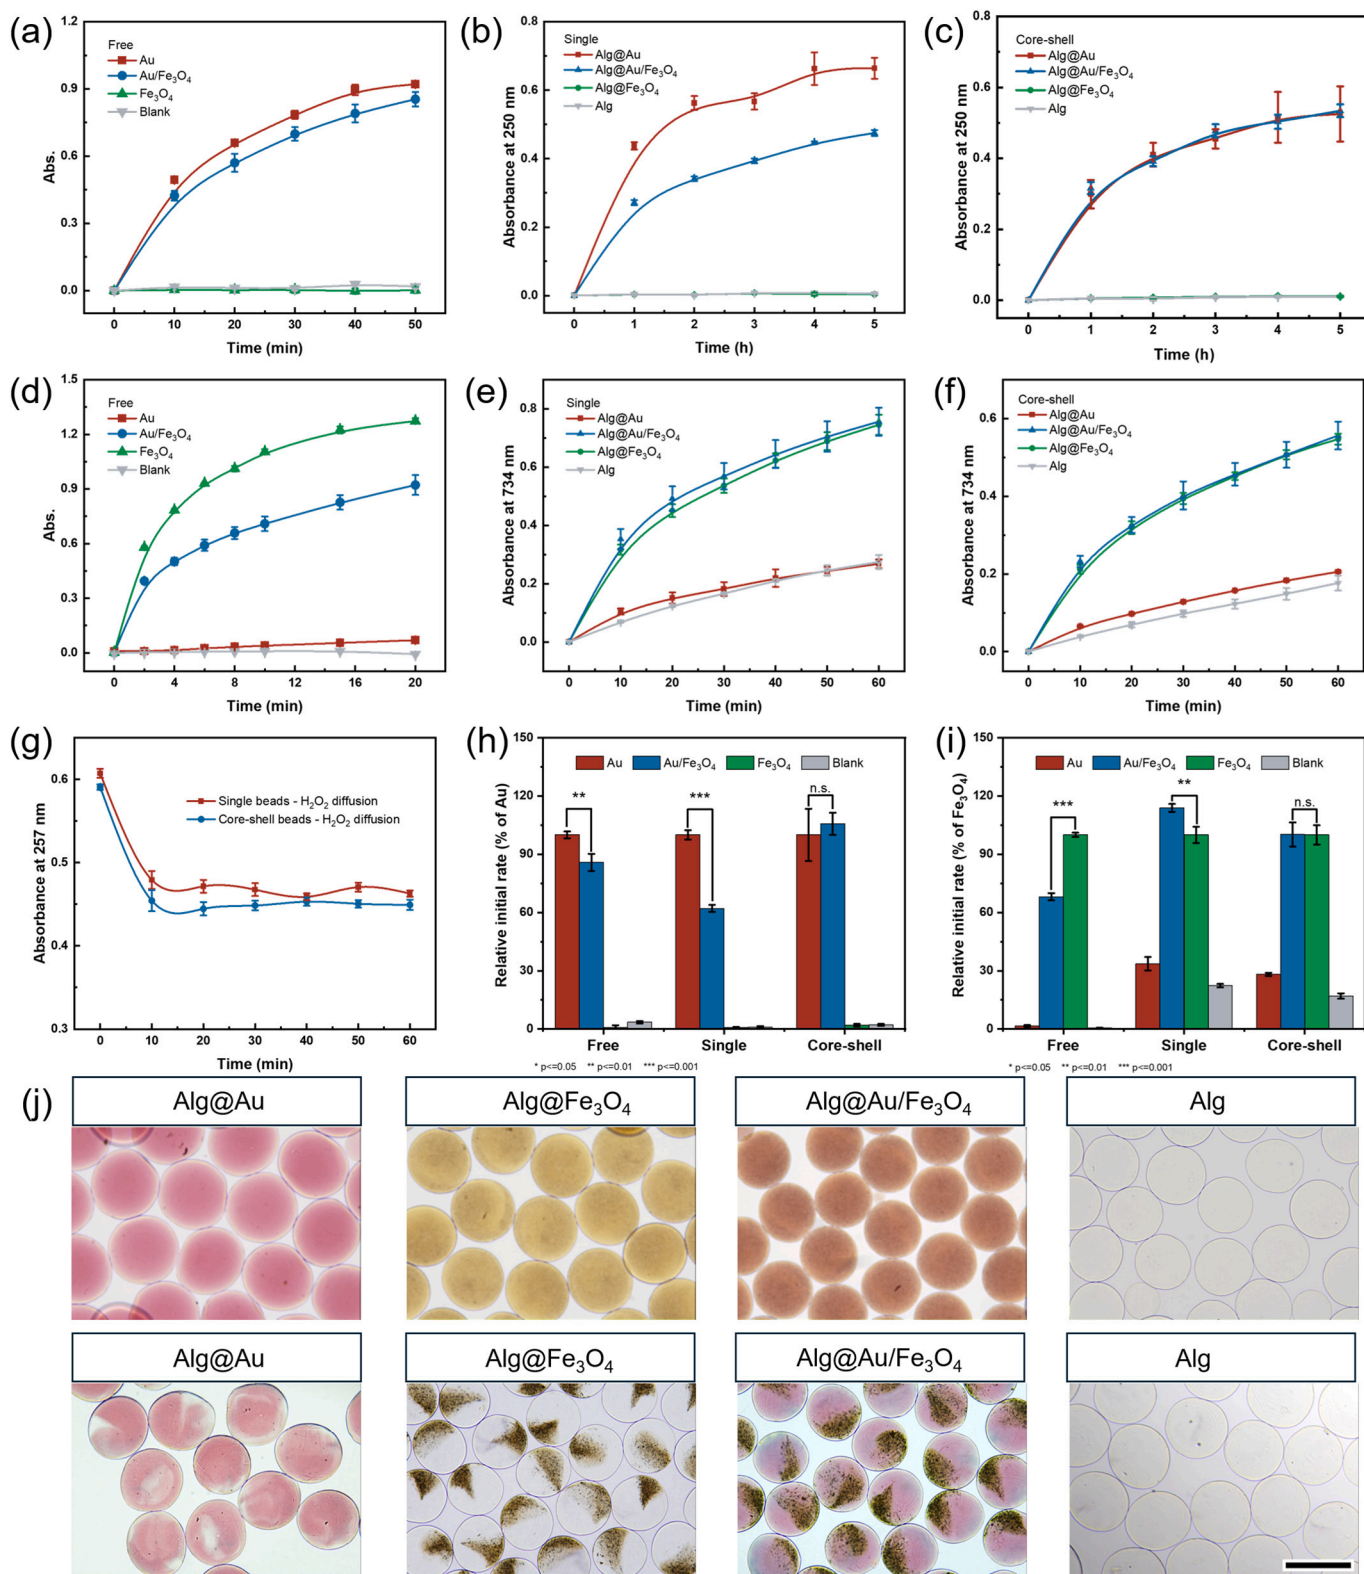 (a)
Free
Au
Au/Fe₃O₄
Fe₃O₄
Blank
Abs.
1.2
0.9
0.6
0.3
0.0
0 10 20 30 40 50
Time (min)
(b)
Single
Alg@Au
Alg@Au/Fe₃O₄
Alg@Fe₃O₄
Alg
Absorbance at 250 nm
0.8
0.6
0.4
0.2
0.0
0 1 2 3 4 5
Time (h)
(c)
Core-shell
Alg@Au
Alg@Au/Fe₃O₄
Alg@Fe₃O₄
Alg
Absorbance at 250 nm
0.8
0.6
0.4
0.2
0.0
0 1 2 3 4 5
Time (h)
(d)
Free
Au
Au/Fe₃O₄
Fe₃O₄
Blank
Abs.
1.5
1.2
0.9
0.6
0.3
0.0
0 4 8 12 16 20
Time (min)
(e)
Single
Alg@Au
Alg@Au/Fe₃O₄
Alg@Fe₃O₄
Alg
Absorbance at 734 nm
0.8
0.6
0.4
0.2
0.0
0 10 20 30 40 50 60
Time (min)
(f)
Core-shell
Alg@Au
Alg@Au/Fe₃O₄
Alg@Fe₃O₄
Alg
Absorbance at 734 nm
0.6
0.4
0.2
0.0
0 10 20 30 40 50 60
Time (min)
(g)
Single beads - H₂O₂ diffusion
Core-shell beads - H₂O₂ diffusion
Absorbance at 257 nm
0.6
0.5
0.4
0.3
0 10 20 30 40 50 60
Time (min)
(h)
Au Au/Fe₃O₄ Fe₃O₄ Blank
Relative initial rate (% of Au)
150
120
90
60
30
0
** *** n.s.
Free Single Core-shell
* p<=0.05 ** p<=0.01 *** p<=0.001
(i)
Au Au/Fe₃O₄ Fe₃O₄ Blank
Relative initial rate (% of Fe₃O₄)
150
120
90
60
30
0
*** ** n.s.
Free Single Core-shell
* p<=0.05 ** p<=0.01 *** p<=0.001
(j)
Alg@Au Alg@Fe₃O₄ Alg@Au/Fe₃O₄ Alg
Alg@Au Alg@Fe₃O₄ Alg@Au/Fe₃O₄ Alg